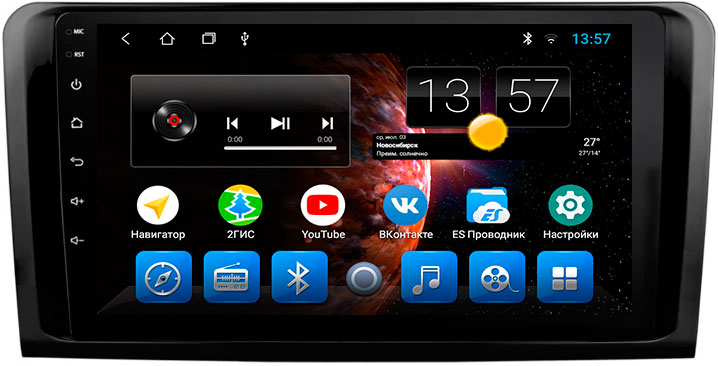 MIC
13:57
RST
13 57
0:00 0:00
ср, июл. 03
Новосибирск
Преим. солнечно
27°
27°/14°
Навигатор 2ГИС YouTube ВКонтакте ES Проводник Настройки